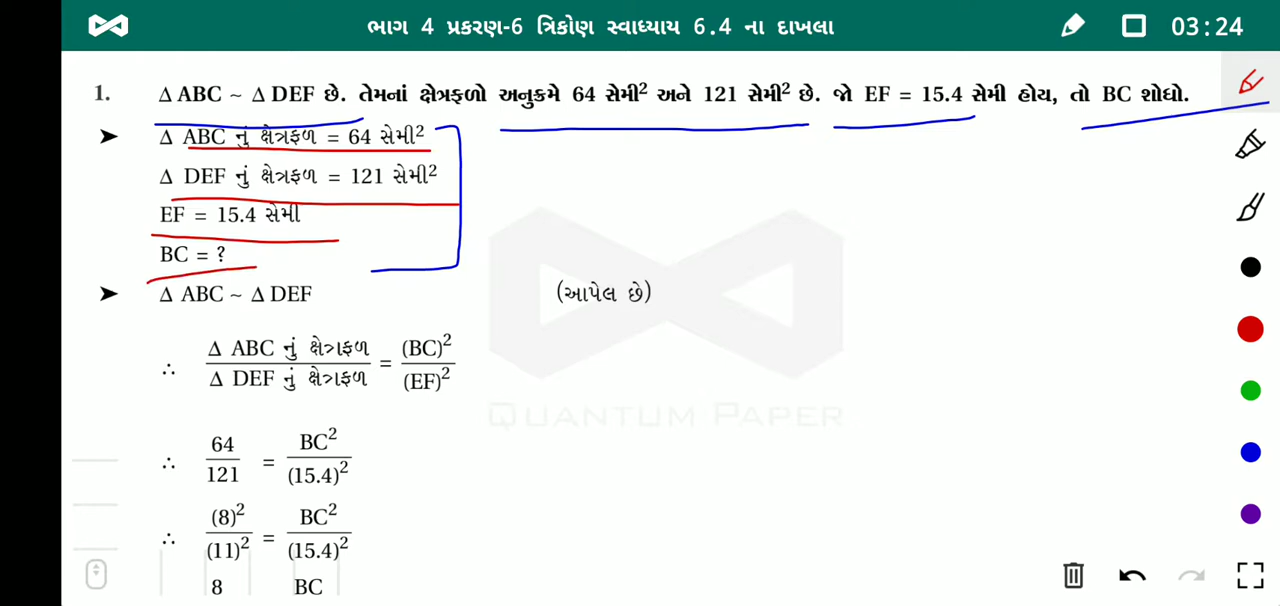 ભાગ 4 પ્રકરણ-6 ત્રિકોણ સ્વાધ્યાય 6.4 ના દાખલા
03:24
1. Δ ABC ~ Δ DEF છે. તેમનાં ક્ષેત્રફળો અનુક્રમે 64 સેમી² અને 121 સેમી² છે. જો EF = 15.4 સેમી હોય, તો BC શોધો.
➤ Δ ABC નું ક્ષેત્રફળ = 64 સેમી²
Δ DEF નું ક્ષેત્રફળ = 121 સેમી²
EF = 15.4 સેમી
BC = ?
➤ Δ ABC ~ Δ DEF (આપેલ છે)
∴ Δ ABC નું ક્ષેત્રફળ / Δ DEF નું ક્ષેત્રફળ = (BC)² / (EF)²
QUANTUM PAPER
∴ 64 / 121 = BC² / (15.4)²
∴ (8)² / (11)² = BC² / (15.4)²
8 BC